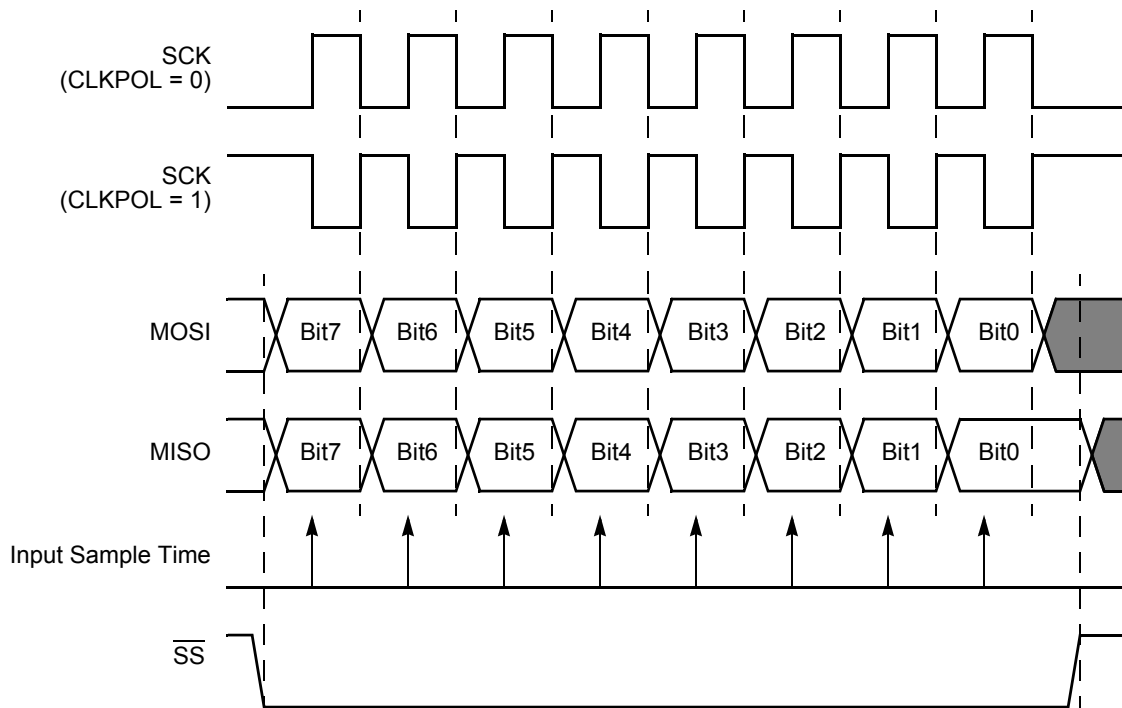 SCK
(CLKPOL = 0)
SCK
(CLKPOL = 1)
MOSI
Bit7 Bit6 Bit5 Bit4 Bit3 Bit2 Bit1 Bit0
MISO
Bit7 Bit6 Bit5 Bit4 Bit3 Bit2 Bit1 Bit0
Input Sample Time
S̅S̅